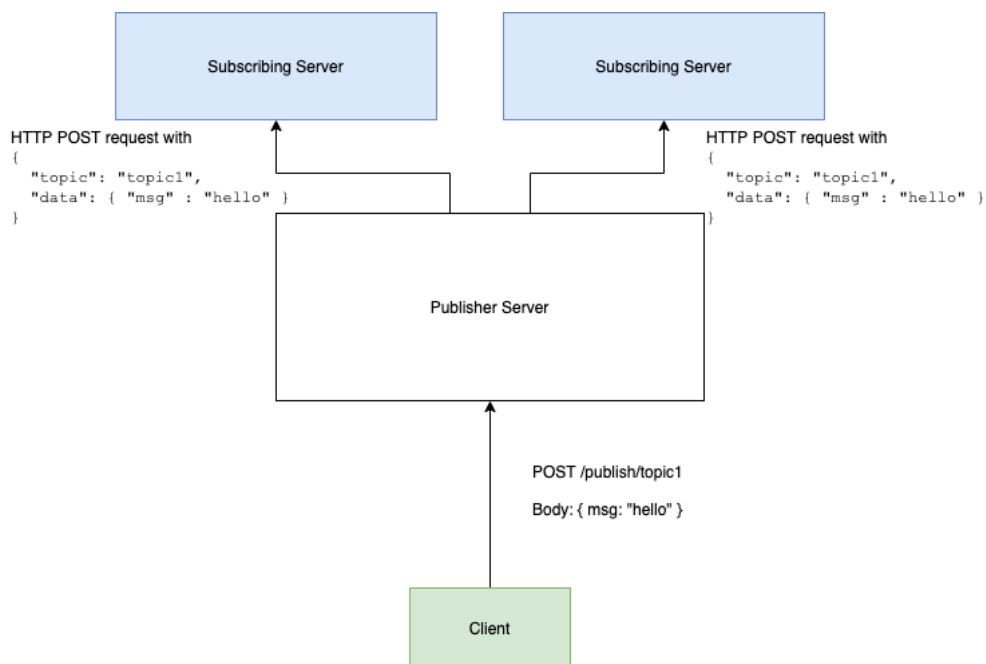 Subscribing Server
Subscribing Server
HTTP POST request with
{
  "topic": "topic1",
  "data": { "msg" : "hello" }
}
HTTP POST request with
{
  "topic": "topic1",
  "data": { "msg" : "hello" }
}
Publisher Server
POST /publish/topic1
Body: { msg: "hello" }
Client